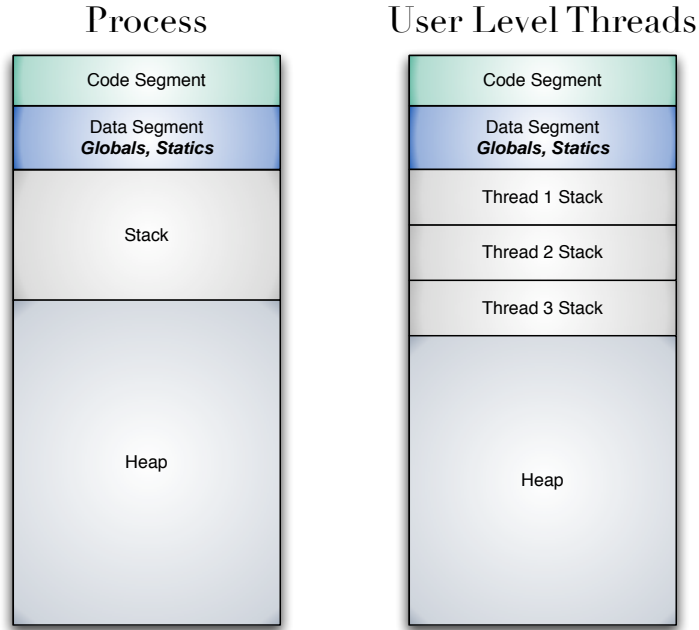 Process
Code Segment
Data Segment
Globals, Statics
Stack
Heap
User Level Threads
Code Segment
Data Segment
Globals, Statics
Thread 1 Stack
Thread 2 Stack
Thread 3 Stack
Heap